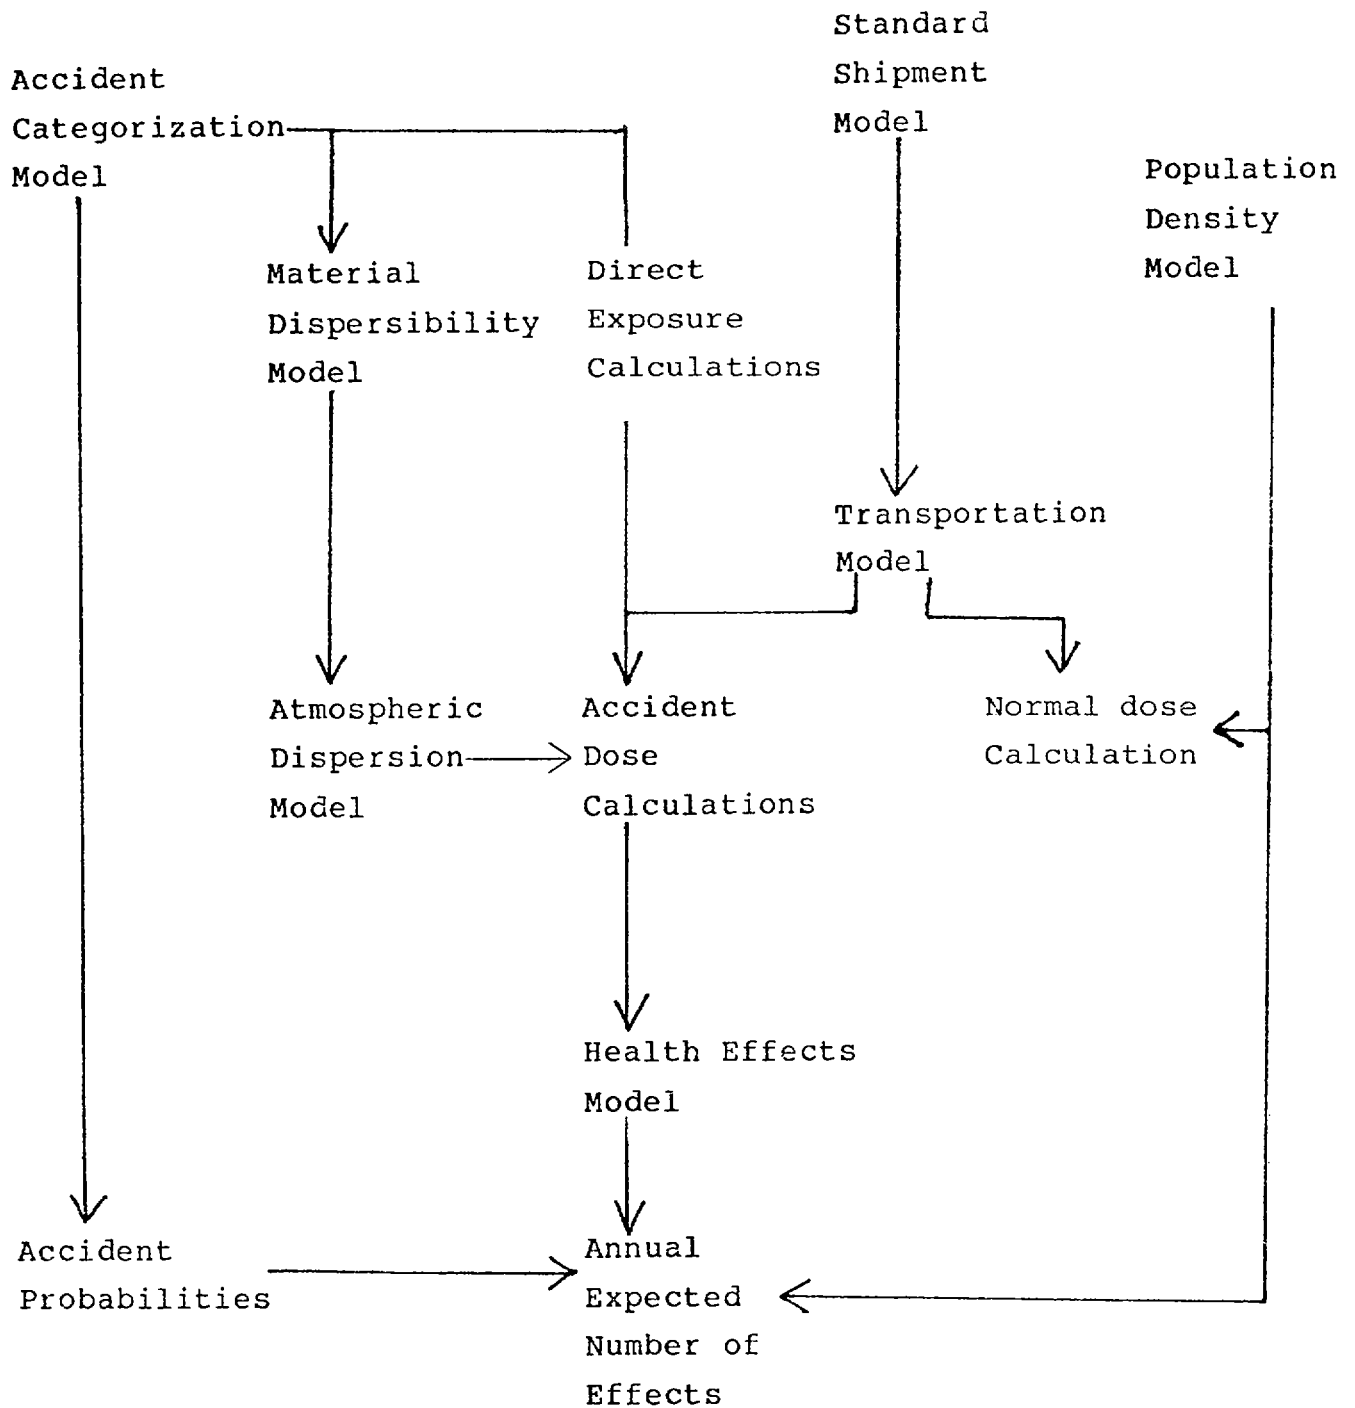 Standard
Shipment
Model
Accident
Categorization
Model
Population
Density
Model
Material
Dispersibility
Model
Direct
Exposure
Calculations
Transportation
Model
Atmospheric
Dispersion
Model
Accident
Dose
Calculations
Normal dose
Calculation
Health Effects
Model
Accident
Probabilities
Annual
Expected
Number of
Effects